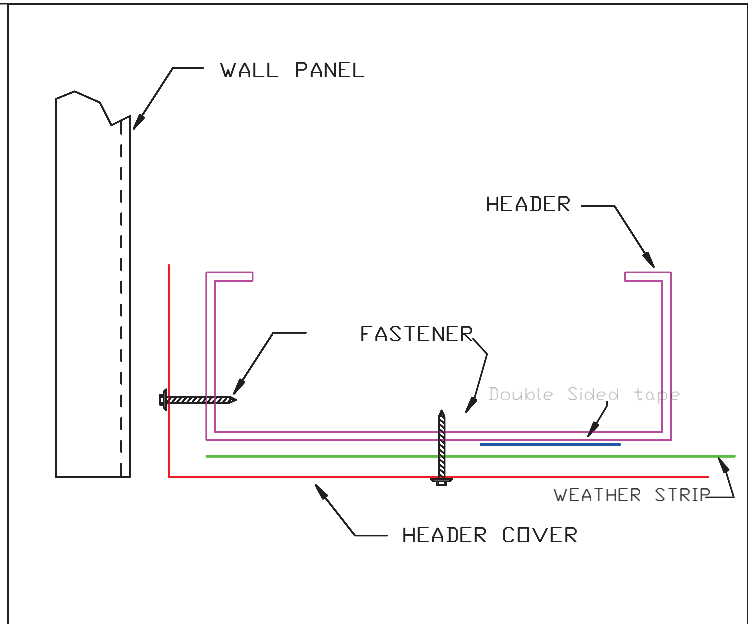 WALL PANEL
HEADER
FASTENER
Double Sided tape
WEATHER STRIP
HEADER COVER